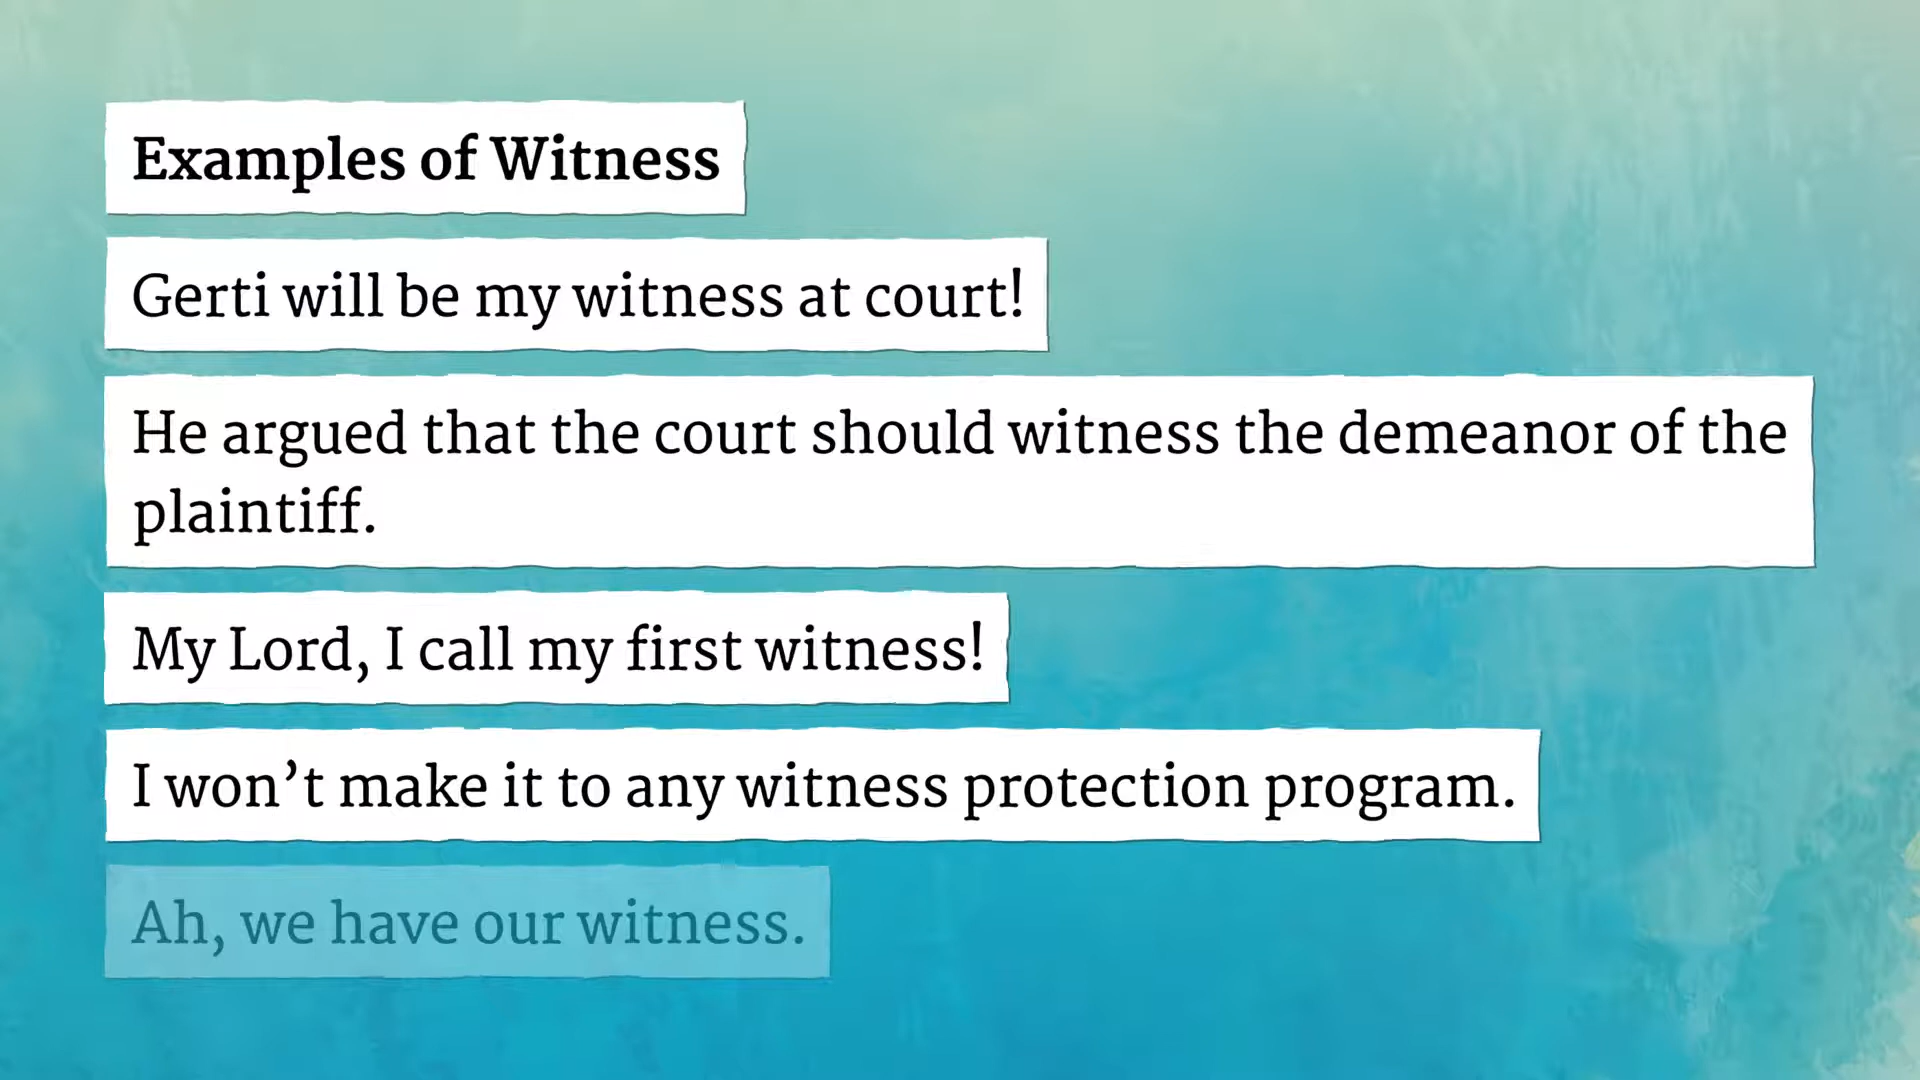 Examples of Witness
Gerti will be my witness at court!
He argued that the court should witness the demeanor of the
plaintiff.
My Lord, I call my first witness!
I won’t make it to any witness protection program.
Ah, we have our witness.